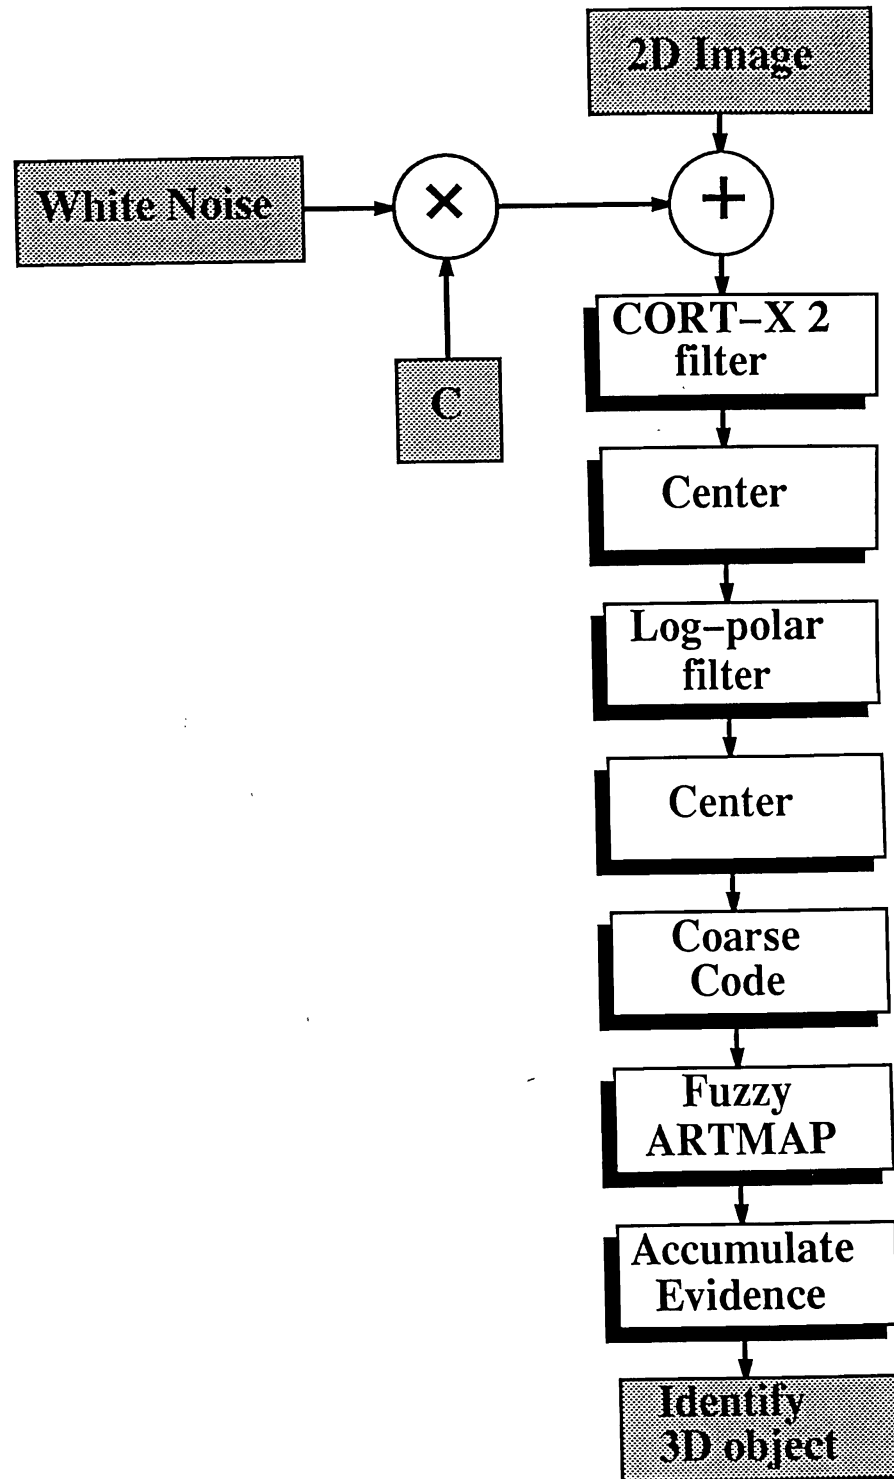 2D Image
White Noise
×
+
C
CORT–X 2
filter
Center
Log–polar
filter
Center
Coarse
Code
Fuzzy
ARTMAP
Accumulate
Evidence
Identify
3D object